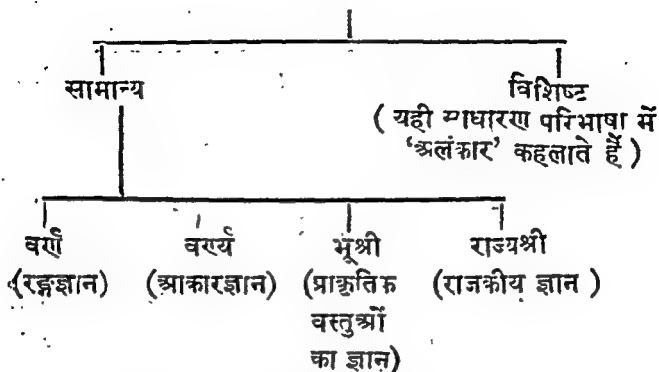 सामान्य विशिष्ट
( यही साधारण परिभाषा में
‘अलंकार’ कहलाते हैं )
वर्ण वर्ण्य भूश्री राज्यश्री
(रङ्गज्ञान) (आकारज्ञान) (प्राकृतिक (राजकीय ज्ञान )
वस्तुओं
का ज्ञान)